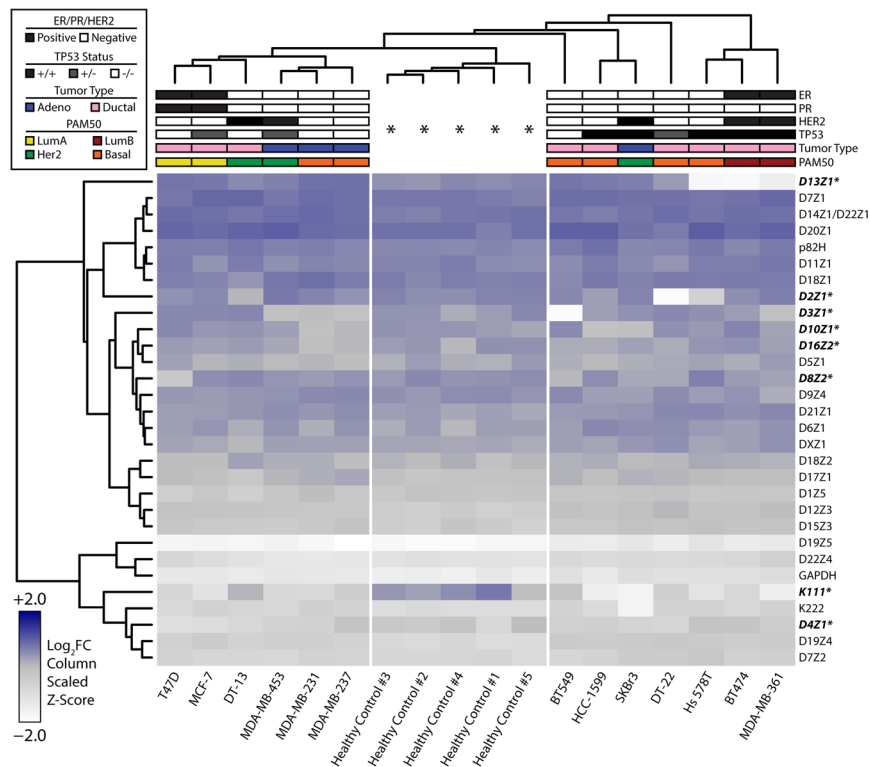 ER/PR/HER2
Positive Negative
TP53 Status
+/+ +/- -/-
Tumor Type
Adeno Ductal
PAM50
LumA LumB
Her2 Basal
* * * * *
ER
PR
HER2
TP53
Tumor Type
PAM50
D13Z1*
D7Z1
D14Z1/D22Z1
D20Z1
p82H
D11Z1
D18Z1
D2Z1*
D3Z1*
D10Z1*
D16Z2*
D5Z1
D8Z2*
D9Z4
D21Z1
D6Z1
DXZ1
D18Z2
D17Z1
D1Z5
D12Z3
D15Z3
D19Z5
D22Z4
GAPDH
K111*
K222
D4Z1*
D19Z4
D7Z2
+2.0
Log2FC
Column
Scaled
Z-Score
−2.0
T47D
MCF-7
DT-13
MDA-MB-453
MDA-MB-231
MDA-MB-237
Healthy Control #3
Healthy Control #2
Healthy Control #4
Healthy Control #1
Healthy Control #5
BT549
HCC-1599
SKBr3
DT-22
Hs 578T
BT474
MDA-MB-361